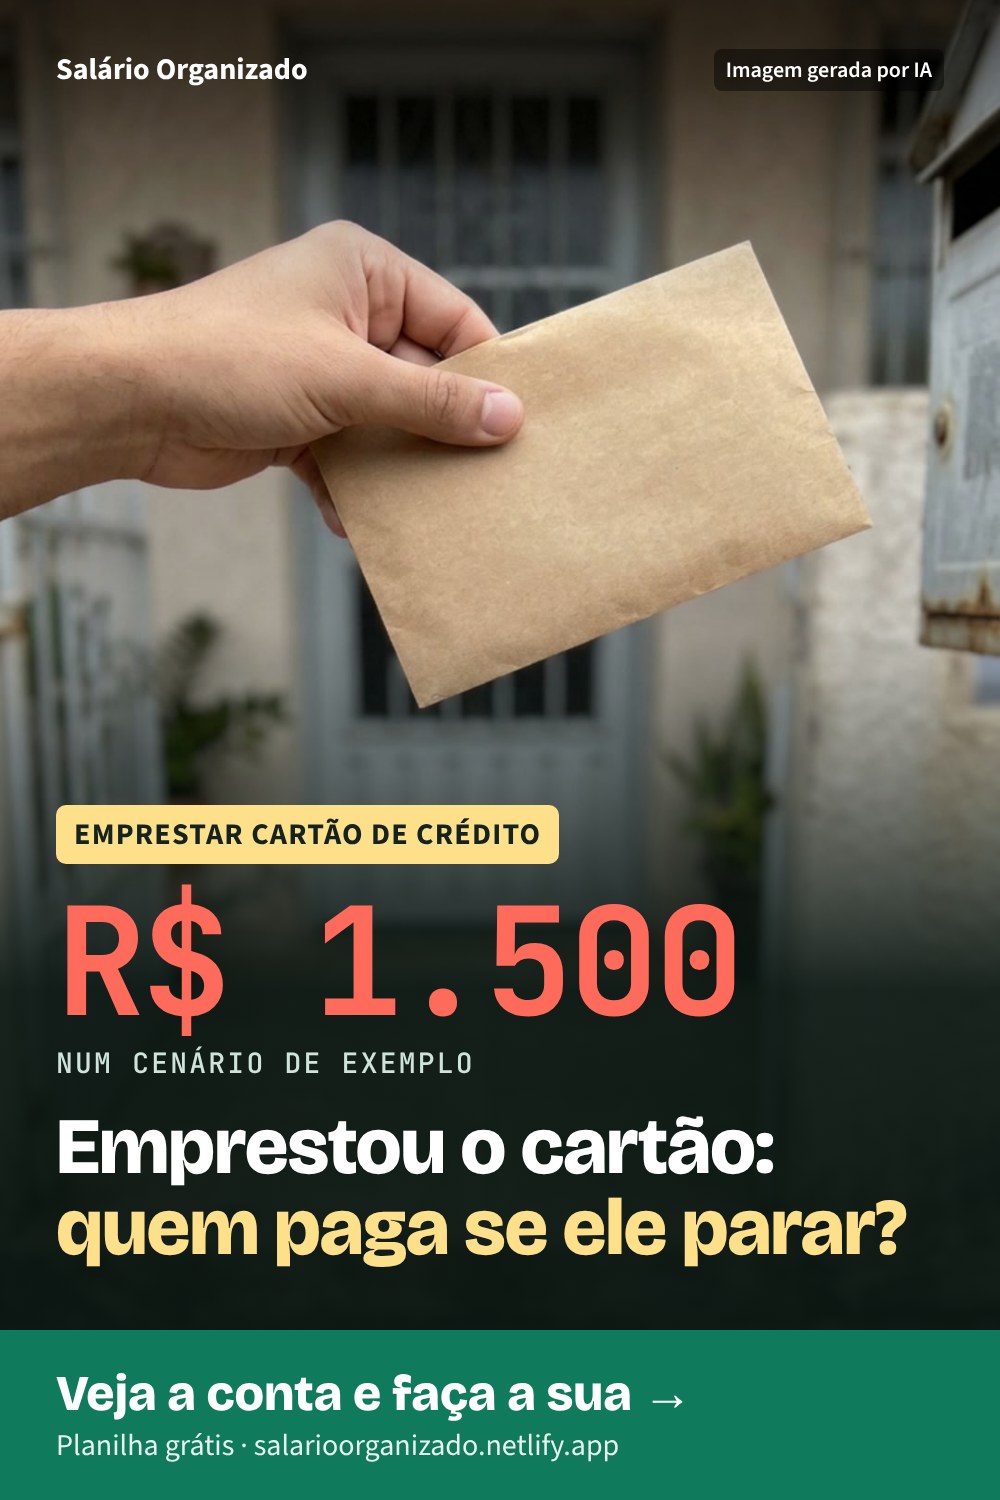 Salário Organizado
Imagem gerada por IA
EMPRESTAR CARTÃO DE CRÉDITO
R$ 1.500
NUM CENÁRIO DE EXEMPLO
Emprestou o cartão:
quem paga se ele parar?
Veja a conta e faça a sua →
Planilha grátis · salarioorganizado.netlify.app